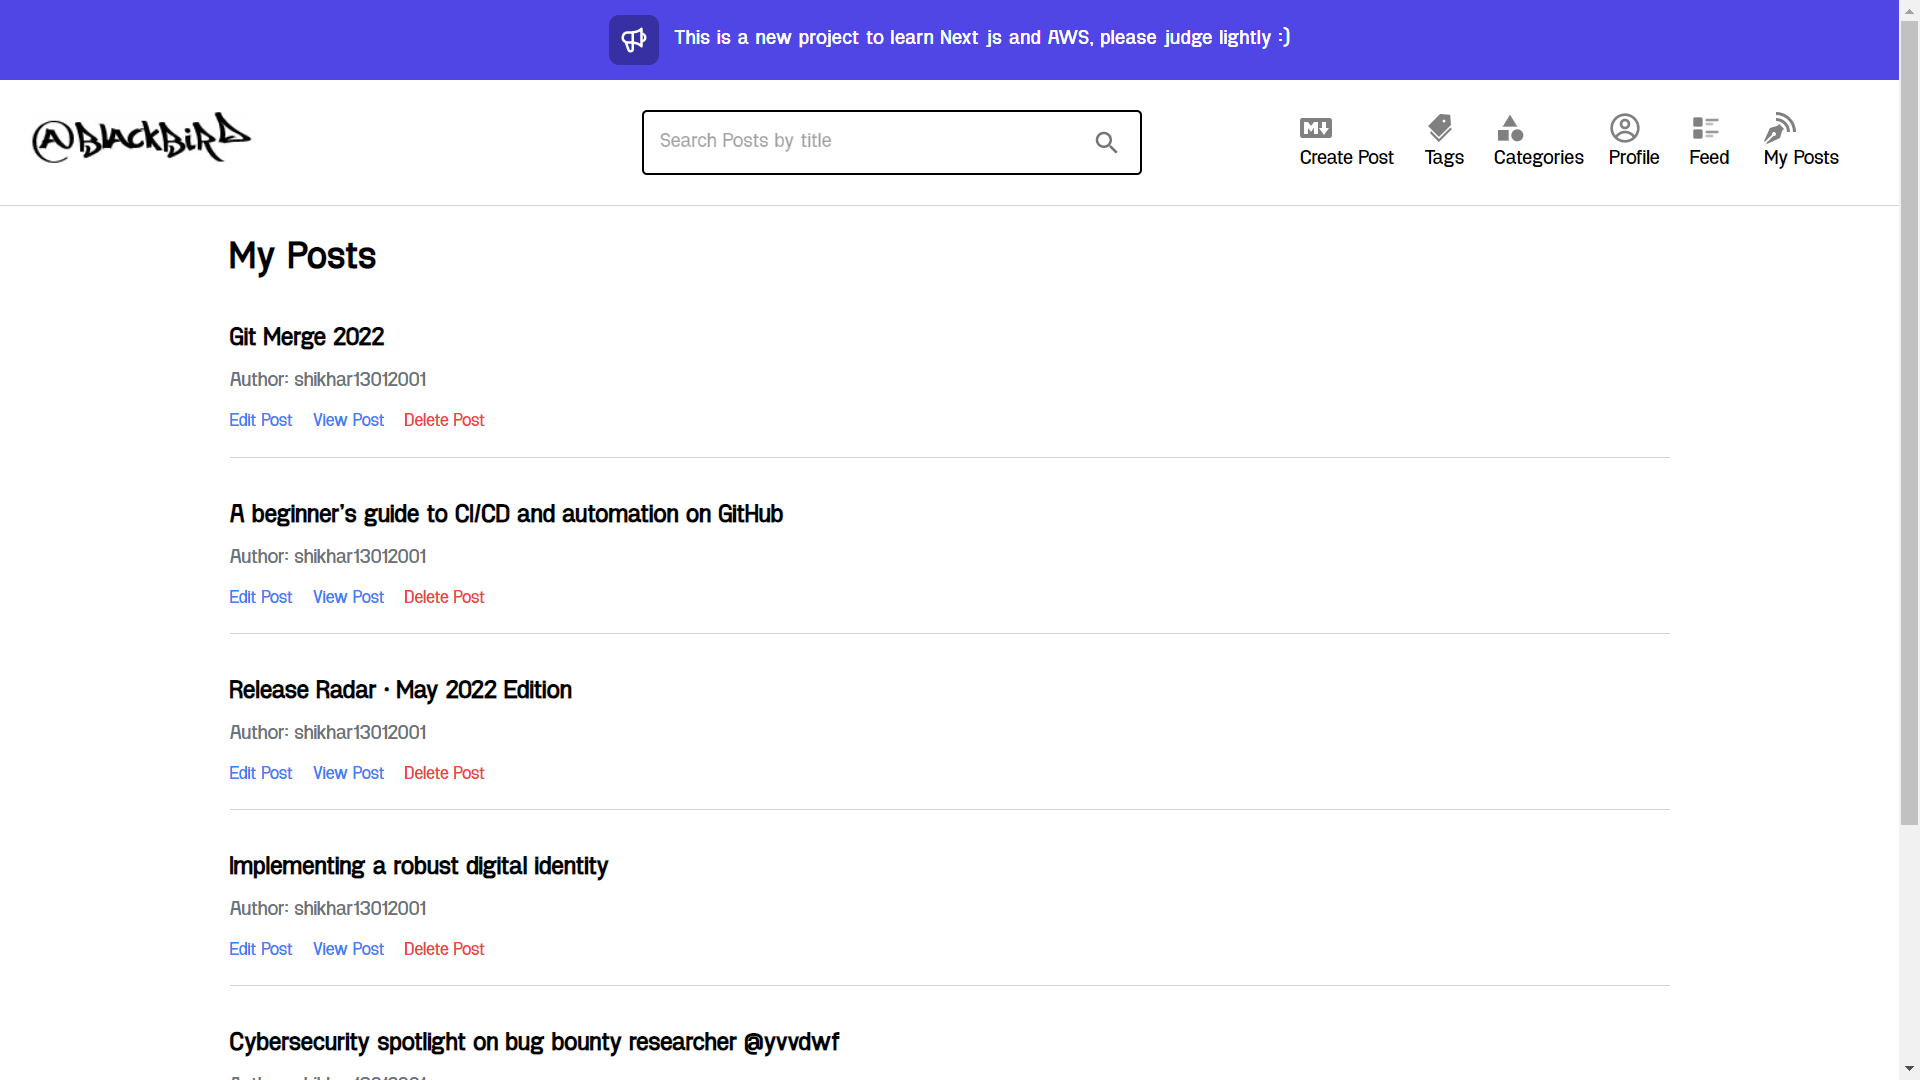 This is a new project to learn Next js and AWS, please judge lightly :)
@BLACKBIRD
Search Posts by title
M
Create Post
Tags
Categories
Profile
Feed
My Posts
My Posts
Git Merge 2022
Author: shikhar13012001
Edit Post View Post Delete Post
A beginner's guide to CI/CD and automation on GitHub
Author: shikhar13012001
Edit Post View Post Delete Post
Release Radar · May 2022 Edition
Author: shikhar13012001
Edit Post View Post Delete Post
Implementing a robust digital identity
Author: shikhar13012001
Edit Post View Post Delete Post
Cybersecurity spotlight on bug bounty researcher @yvvdwf